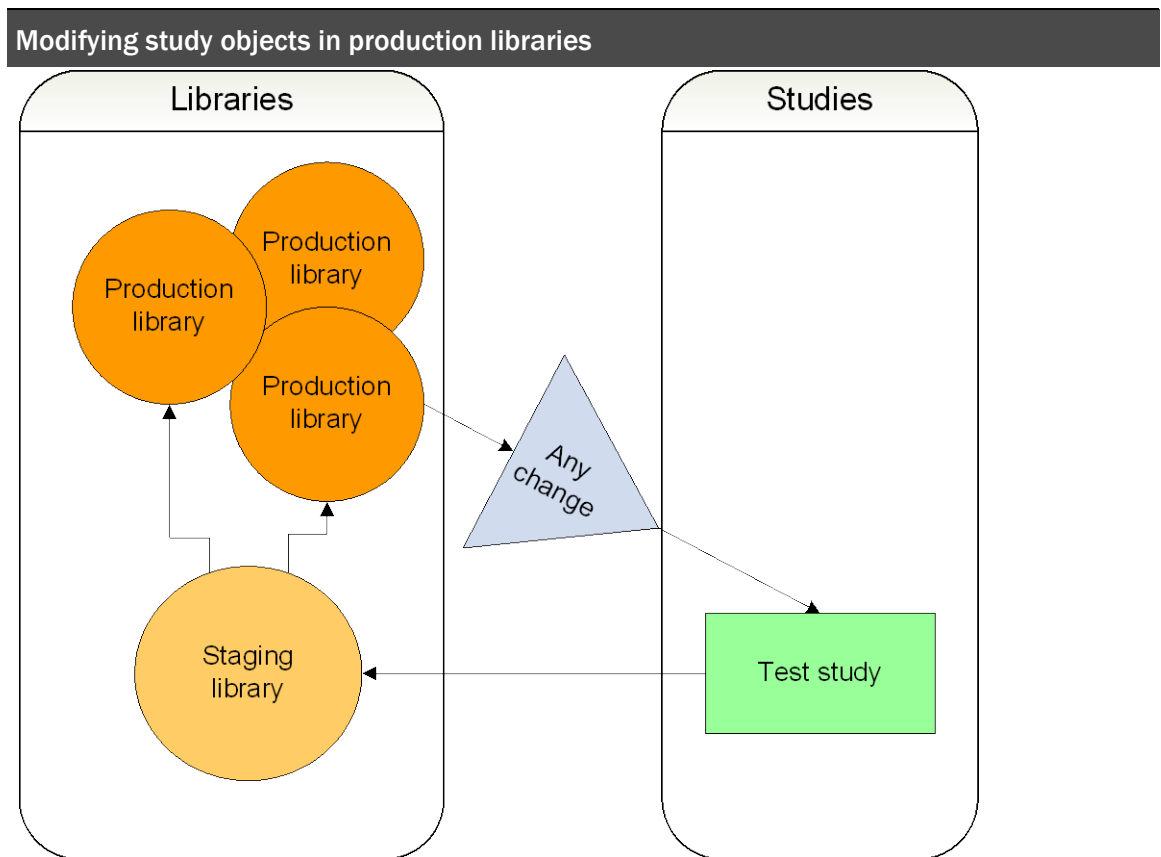 Modifying study objects in production libraries
Libraries
Studies
Production
library
Production
library
Production
library
Any
change
Staging
library
Test study